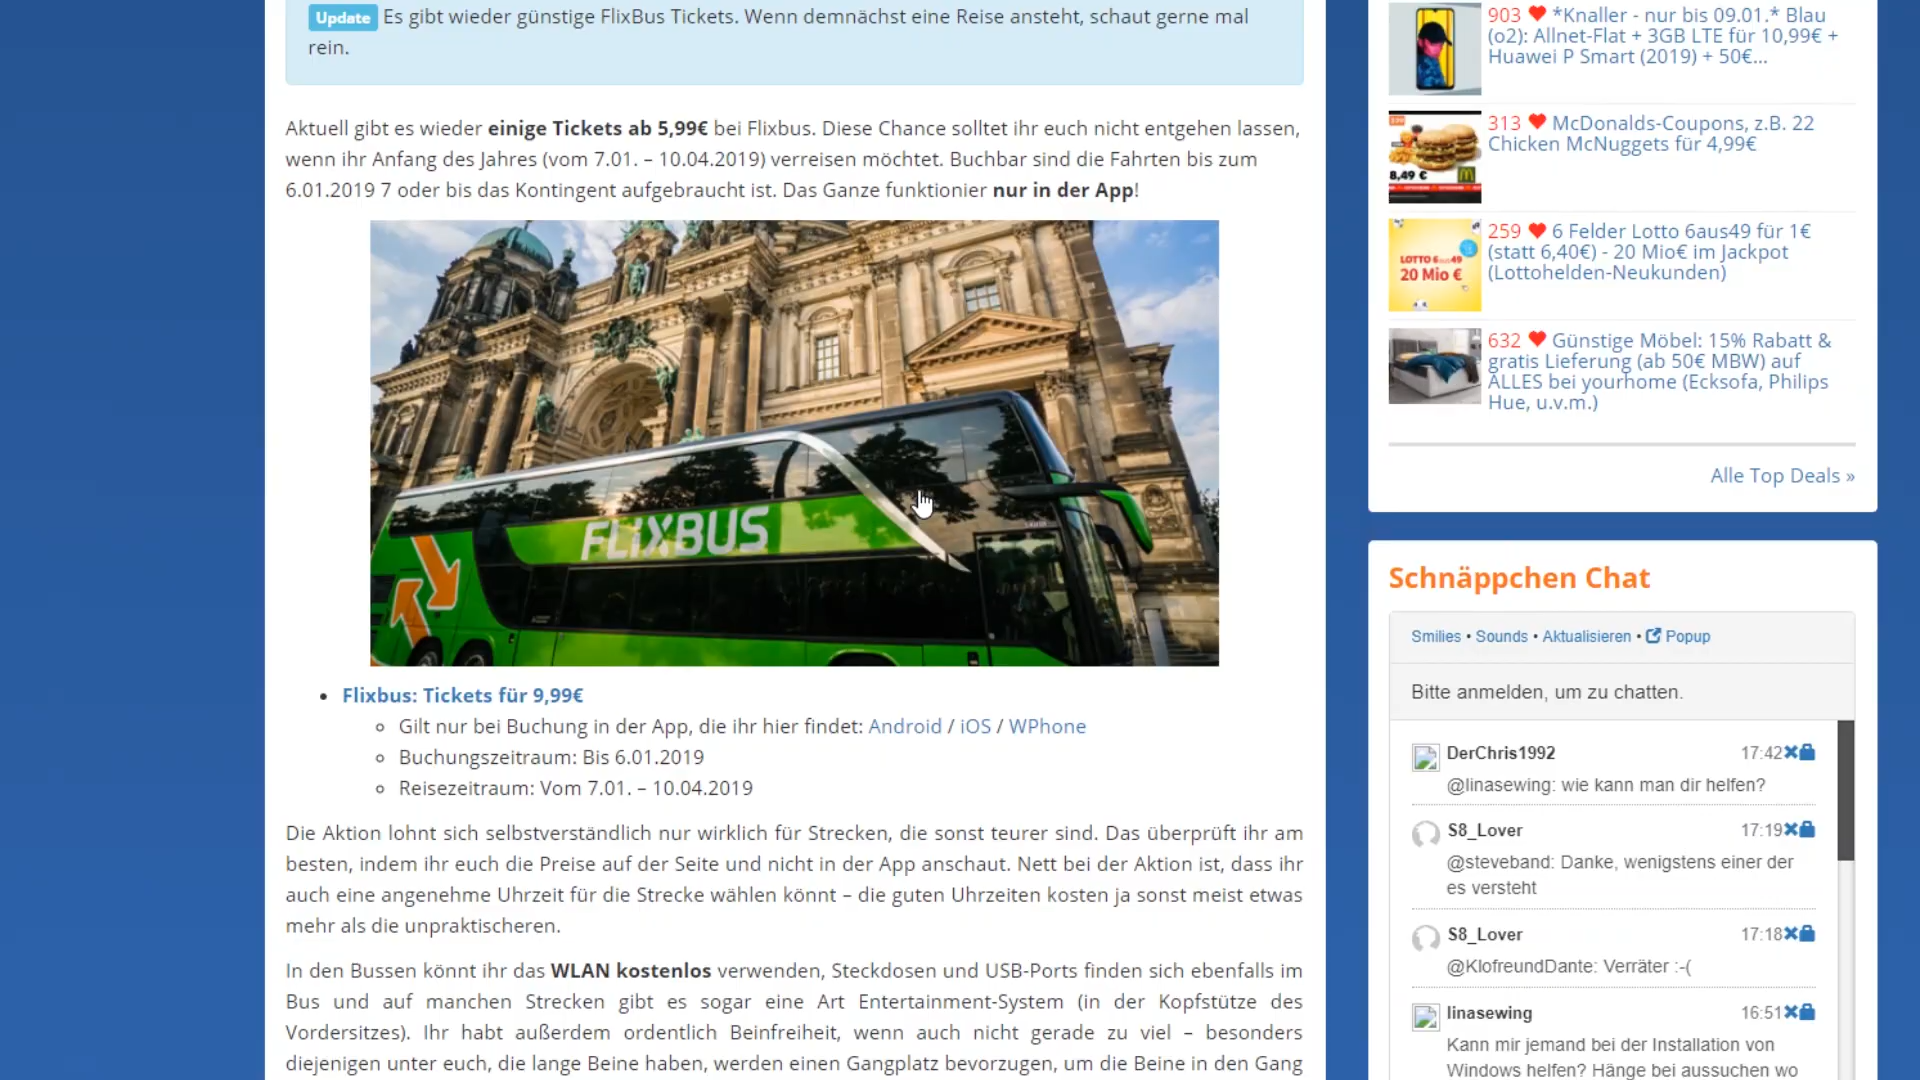 Update Es gibt wieder günstige FlixBus Tickets. Wenn demnächst eine Reise ansteht, schaut gerne mal
rein.
Aktuell gibt es wieder einige Tickets ab 5,99€ bei Flixbus. Diese Chance solltet ihr euch nicht entgehen lassen,
wenn ihr Anfang des Jahres (vom 7.01. – 10.04.2019) verreisen möchtet. Buchbar sind die Fahrten bis zum
6.01.2019 7 oder bis das Kontingent aufgebraucht ist. Das Ganze funktionier nur in der App!
FLiXBUS
• Flixbus: Tickets für 9,99€
Gilt nur bei Buchung in der App, die ihr hier findet: Android / iOS / WPhone
Buchungszeitraum: Bis 6.01.2019
Reisezeitraum: Vom 7.01. – 10.04.2019
Die Aktion lohnt sich selbstverständlich nur wirklich für Strecken, die sonst teurer sind. Das überprüft ihr am
besten, indem ihr euch die Preise auf der Seite und nicht in der App anschaut. Nett bei der Aktion ist, dass ihr
auch eine angenehme Uhrzeit für die Strecke wählen könnt – die guten Uhrzeiten kosten ja sonst meist etwas
mehr als die unpraktischeren.
In den Bussen könnt ihr das WLAN kostenlos verwenden, Steckdosen und USB-Ports finden sich ebenfalls im
Bus und auf manchen Strecken gibt es sogar eine Art Entertainment-System (in der Kopfstütze des
Vordersitzes). Ihr habt außerdem ordentlich Beinfreiheit, wenn auch nicht gerade zu viel – besonders
diejenigen unter euch, die lange Beine haben, werden einen Gangplatz bevorzugen, um die Beine in den Gang
903 ♥ *Knaller - nur bis 09.01.* Blau
(o2): Allnet-Flat + 3GB LTE für 10,99€ +
Huawei P Smart (2019) + 50€...
8,49 €
313 ♥ McDonalds-Coupons, z.B. 22
Chicken McNuggets für 4,99€
LOTTO 6aus49
20 Mio €
259 ♥ 6 Felder Lotto 6aus49 für 1€
(statt 6,40€) - 20 Mio€ im Jackpot
(Lottohelden-Neukunden)
632 ♥ Günstige Möbel: 15% Rabatt &
gratis Lieferung (ab 50€ MBW) auf
ALLES bei yourhome (Ecksofa, Philips
Hue, u.v.m.)
Alle Top Deals »
Schnäppchen Chat
Smilies • Sounds • Aktualisieren • Popup
Bitte anmelden, um zu chatten.
DerChris1992 17:42
@linasewing: wie kann man dir helfen?
S8_Lover 17:19
@steveband: Danke, wenigstens einer der
es versteht
S8_Lover 17:18
@KlofreundDante: Verräter :-(
linasewing 16:51
Kann mir jemand bei der Installation von
Windows helfen? Hänge bei aussuchen wo